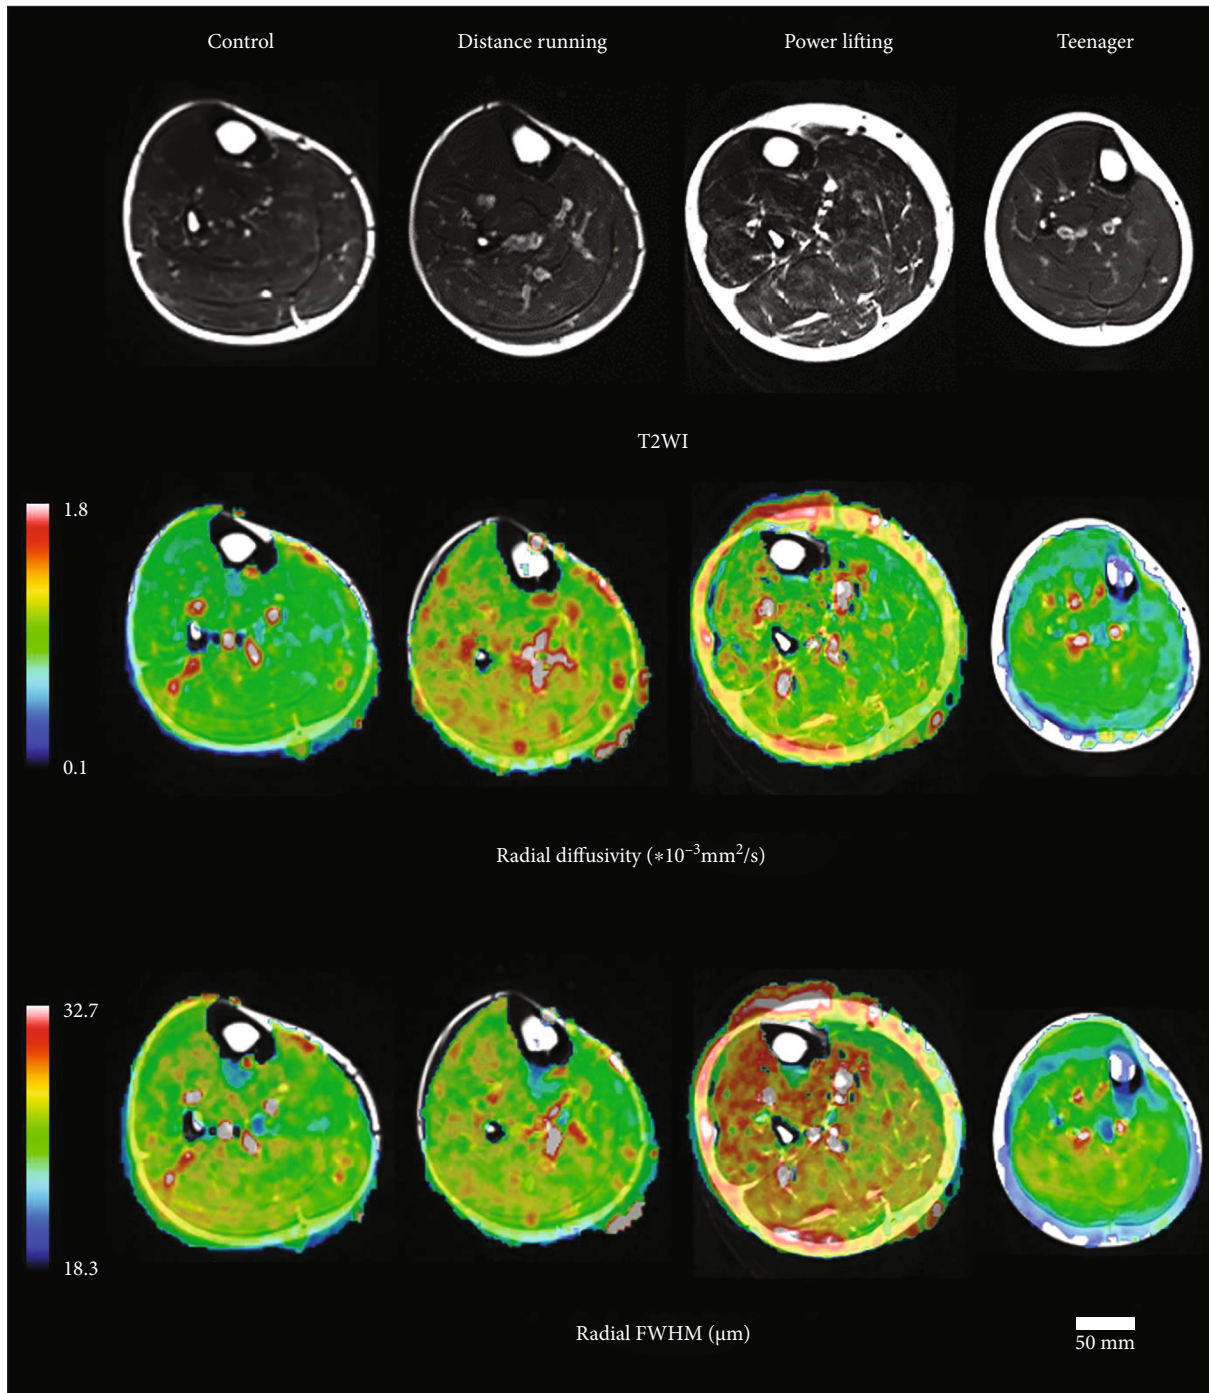 Control Distance running Power lifting Teenager
T2WI
1.8
0.1
Radial diffusivity (∗10⁻³mm²/s)
32.7
18.3
Radial FWHM (μm)
50 mm